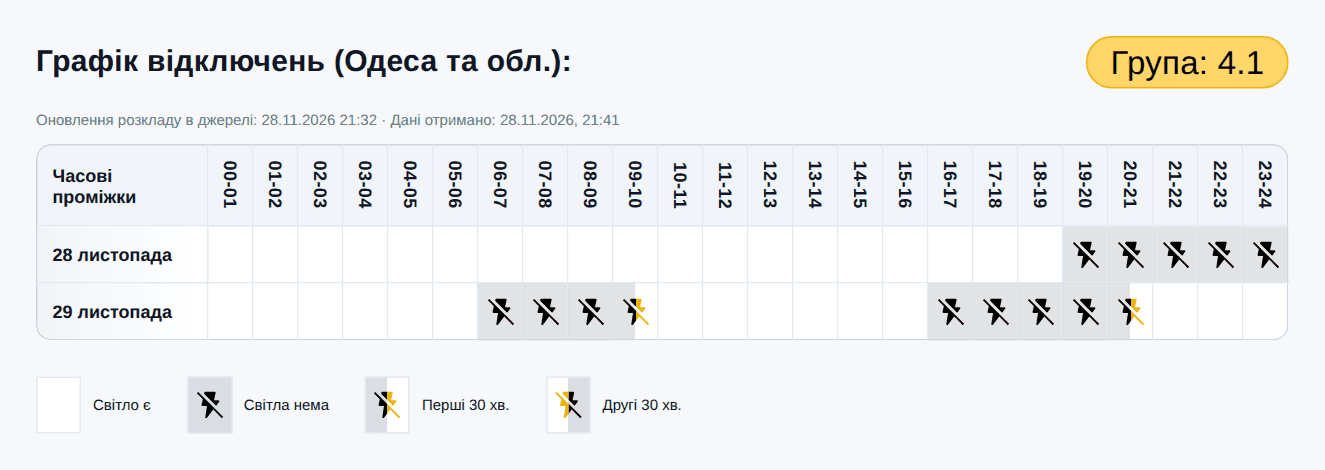 Графік відключень (Одеса та обл.):
Група: 4.1
Оновлення розкладу в джерелі: 28.11.2026 21:32 · Дані отримано: 28.11.2026, 21:41
Часові
проміжки
00-01
01-02
02-03
03-04
04-05
05-06
06-07
07-08
08-09
09-10
10-11
11-12
12-13
13-14
14-15
15-16
16-17
17-18
18-19
19-20
20-21
21-22
22-23
23-24
28 листопада
29 листопада
Світло є
Світла нема
Перші 30 хв.
Другі 30 хв.